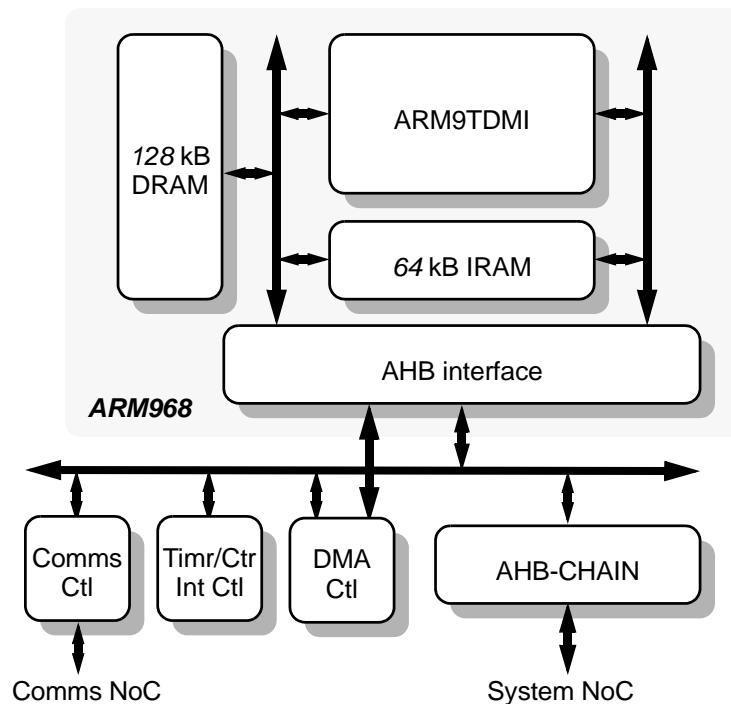 ARM9TDMI
128 kB
DRAM
64 kB IRAM
AHB interface
ARM968
Comms
Ctl
Timr/Ctr
Int Ctl
DMA
Ctl
AHB-CHAIN
Comms NoC
System NoC